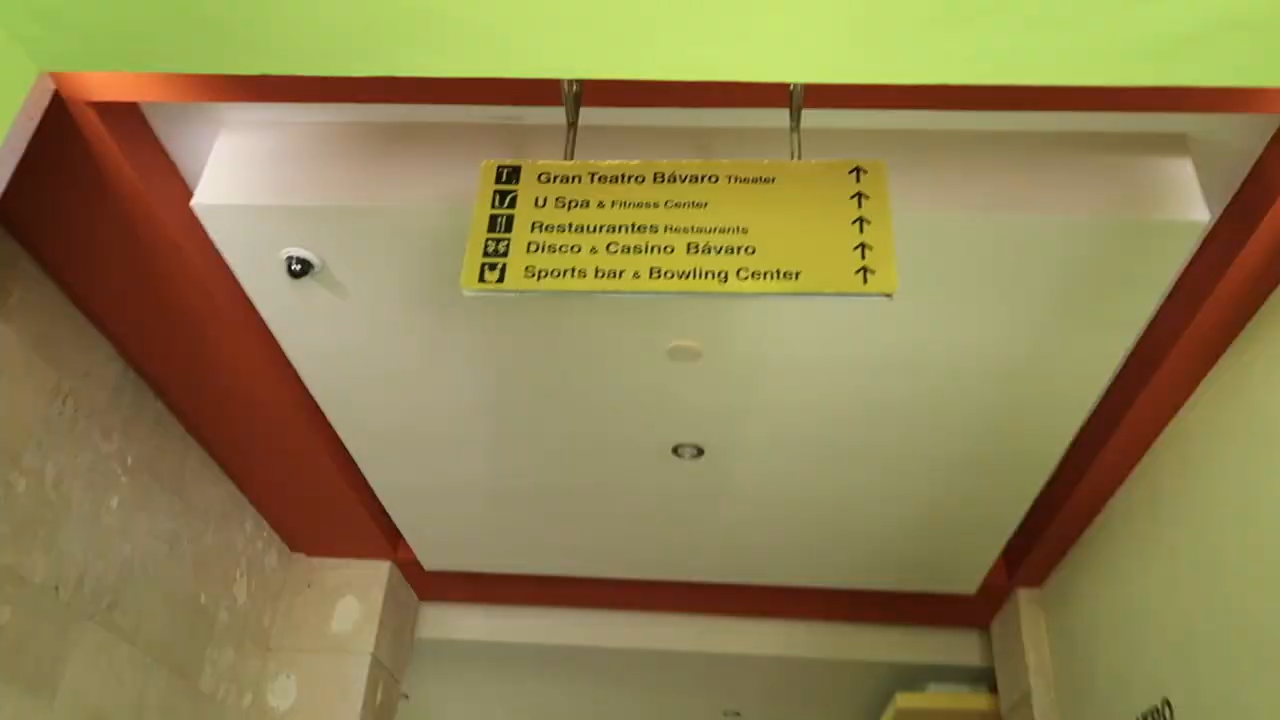 Gran Teatro Bávaro Theater ↑
U Spa & Fitness Center ↑
Restaurantes Restaurants ↑
Disco & Casino Bávaro ↑
Sports bar & Bowling Center ↑